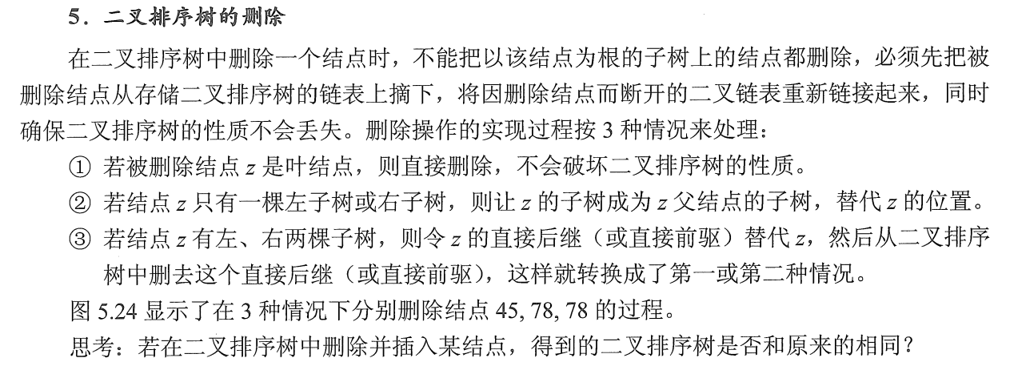 5．二叉排序树的删除
在二叉排序树中删除一个结点时，不能把以该结点为根的子树上的结点都删除，必须先把被
删除结点从存储二叉排序树的链表上摘下，将因删除结点而断开的二叉链表重新链接起来，同时
确保二叉排序树的性质不会丢失。删除操作的实现过程按 3 种情况来处理：
① 若被删除结点 z 是叶结点，则直接删除，不会破坏二叉排序树的性质。
② 若结点 z 只有一棵左子树或右子树，则让 z 的子树成为 z 父结点的子树，替代 z 的位置。
③ 若结点 z 有左、右两棵子树，则令 z 的直接后继（或直接前驱）替代 z，然后从二叉排序
树中删去这个直接后继（或直接前驱），这样就转换成了第一或第二种情况。
图 5.24 显示了在 3 种情况下分别删除结点 45, 78, 78 的过程。
思考：若在二叉排序树中删除并插入某结点，得到的二叉排序树是否和原来的相同？